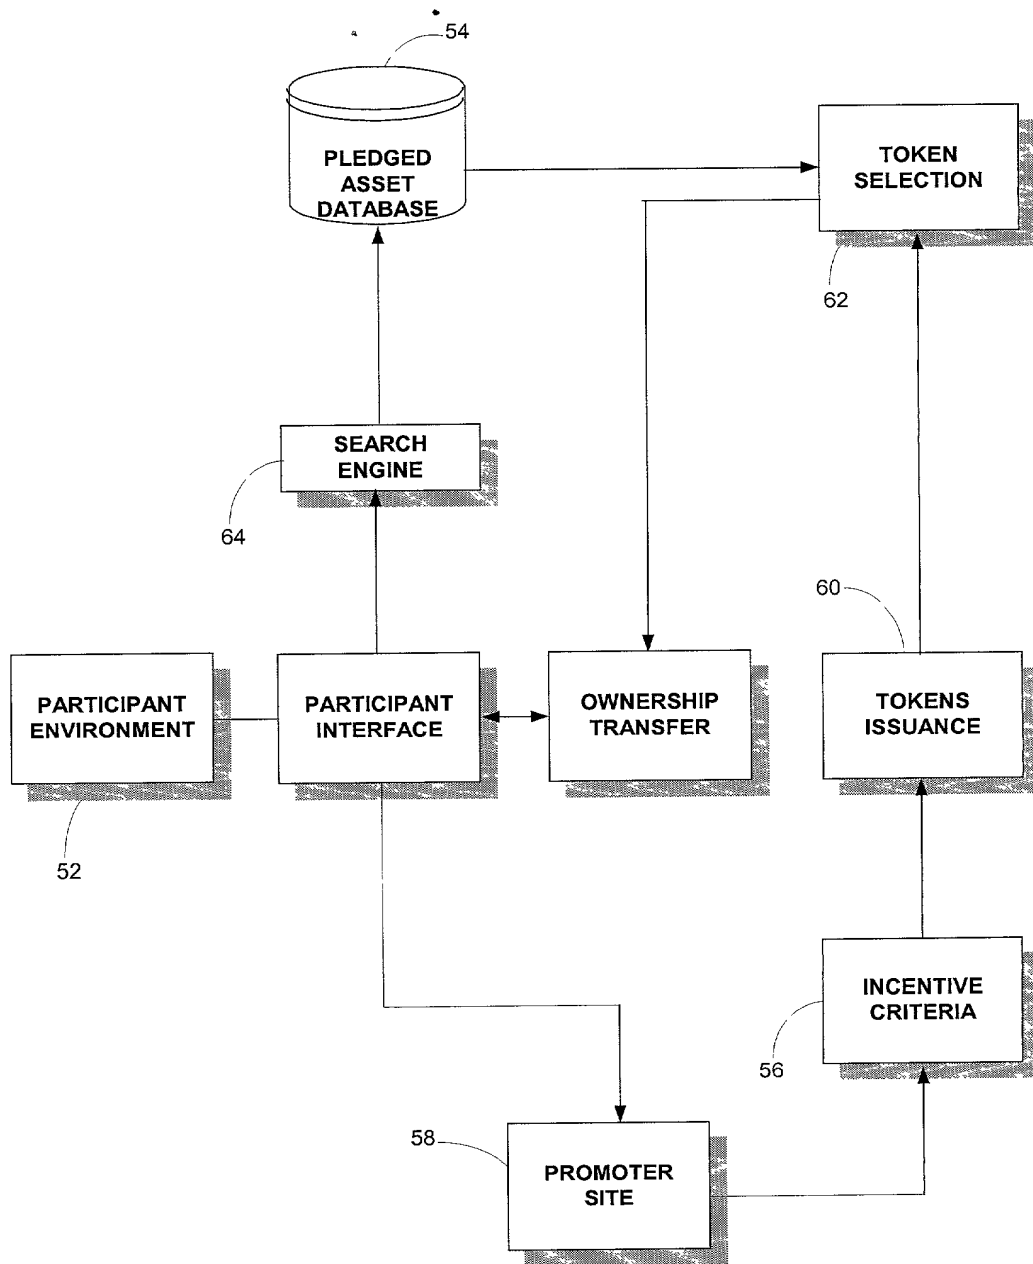 54
PLEDGED
ASSET
DATABASE
TOKEN
SELECTION
62
SEARCH
ENGINE
64
60
PARTICIPANT
ENVIRONMENT
PARTICIPANT
INTERFACE
OWNERSHIP
TRANSFER
TOKENS
ISSUANCE
52
INCENTIVE
CRITERIA
56
58
PROMOTER
SITE